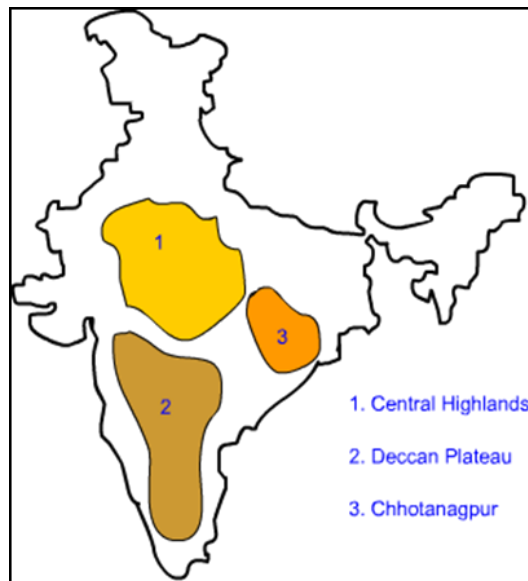 1
3
2
1. Central Highlands
2. Deccan Plateau
3. Chhotanagpur